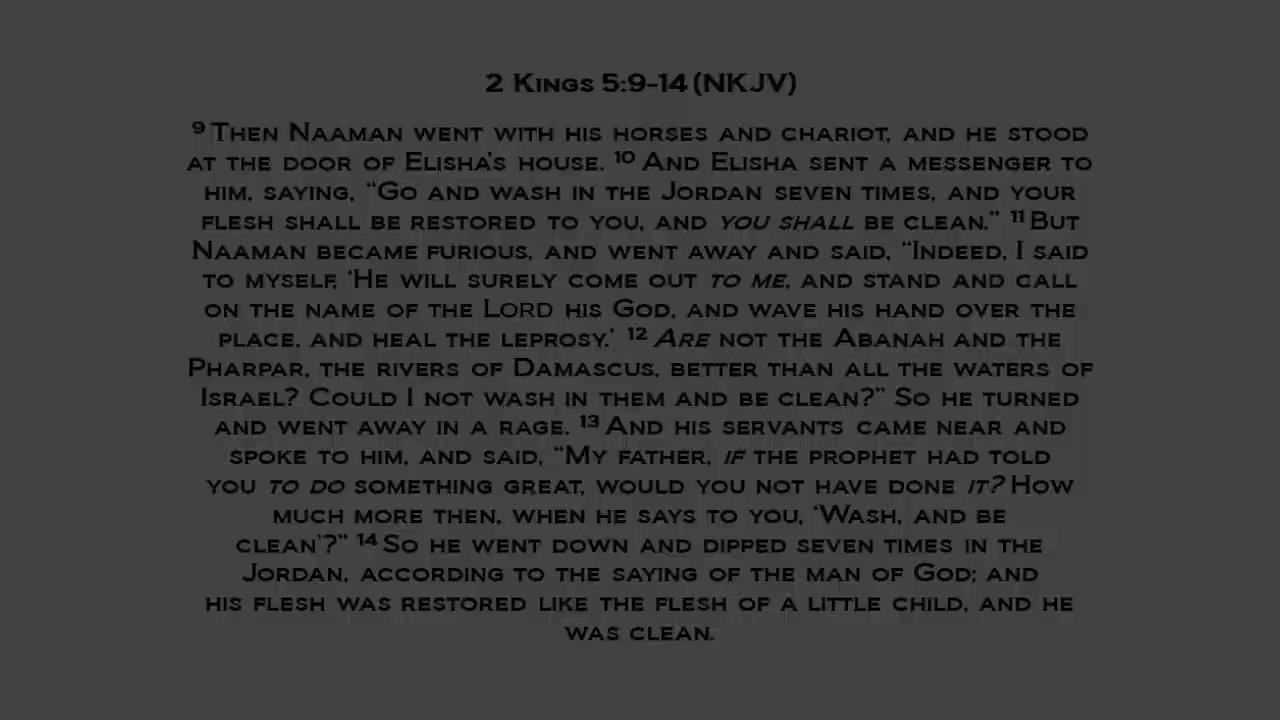 2 Kings 5:9-14 (NKJV)
9 Then Naaman went with his horses and chariot, and he stood
at the door of Elisha's house. 10 And Elisha sent a messenger to
him, saying, “Go and wash in the Jordan seven times, and your
flesh shall be restored to you, and you shall be clean.” 11 But
Naaman became furious, and went away and said, “Indeed, I said
to myself, ‘He will surely come out to me, and stand and call
on the name of the LORD his God, and wave his hand over the
place, and heal the leprosy.’ 12 Are not the Abanah and the
Pharpar, the rivers of Damascus, better than all the waters of
Israel? Could I not wash in them and be clean?” So he turned
and went away in a rage. 13 And his servants came near and
spoke to him, and said, “My father, if the prophet had told
you to do something great, would you not have done it? How
much more then, when he says to you, ‘Wash, and be
clean’?” 14 So he went down and dipped seven times in the
Jordan, according to the saying of the man of God; and
his flesh was restored like the flesh of a little child, and he
was clean.